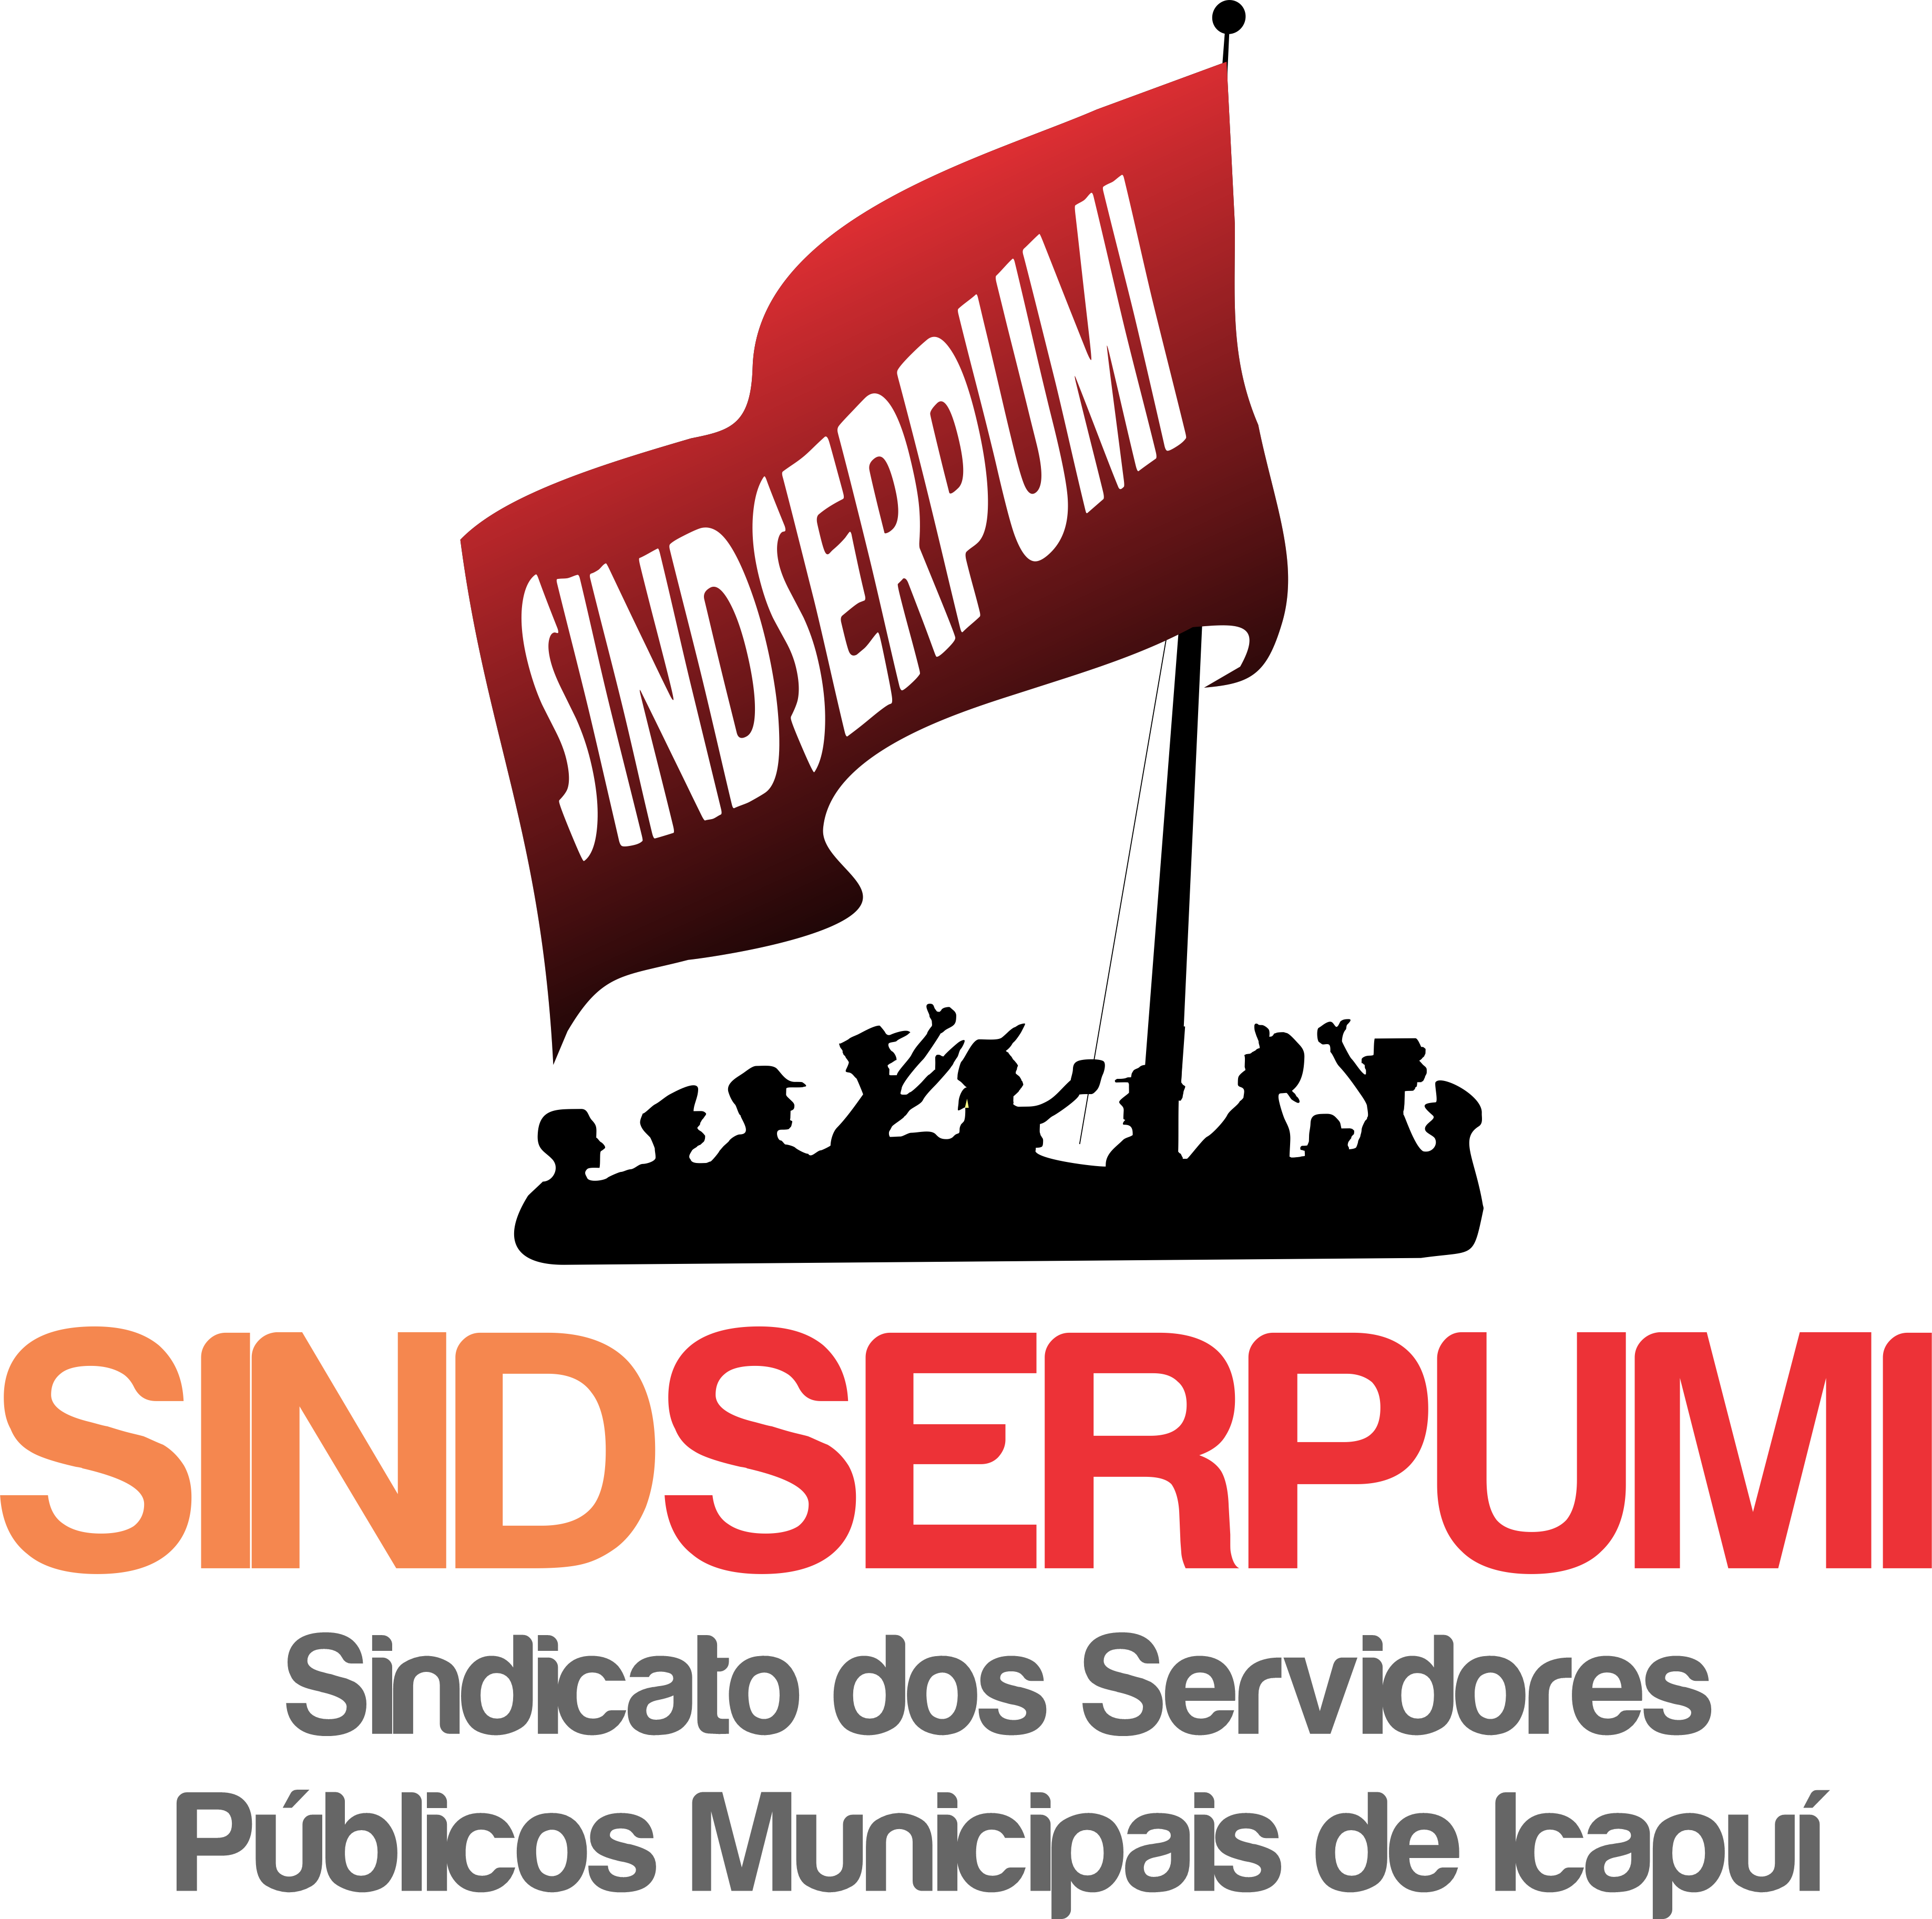 SINDSERPUMI
SINDSERPUMI
Sindicato dos Servidores
Públicos Municipais de Icapuí